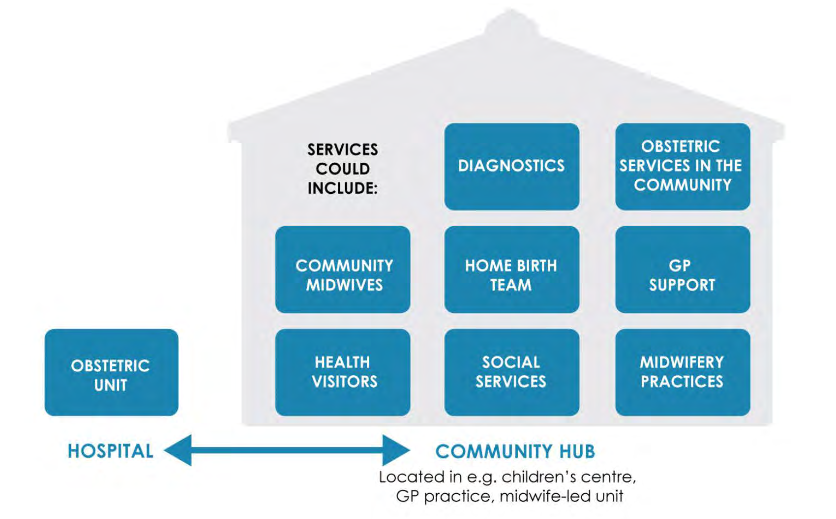 SERVICES
COULD
INCLUDE:
DIAGNOSTICS
OBSTETRIC
SERVICES IN THE
COMMUNITY
COMMUNITY
MIDWIVES
HOME BIRTH
TEAM
GP
SUPPORT
OBSTETRIC
UNIT
HEALTH
VISITORS
SOCIAL
SERVICES
MIDWIFERY
PRACTICES
HOSPITAL
COMMUNITY HUB
Located in e.g. children’s centre,
GP practice, midwife-led unit